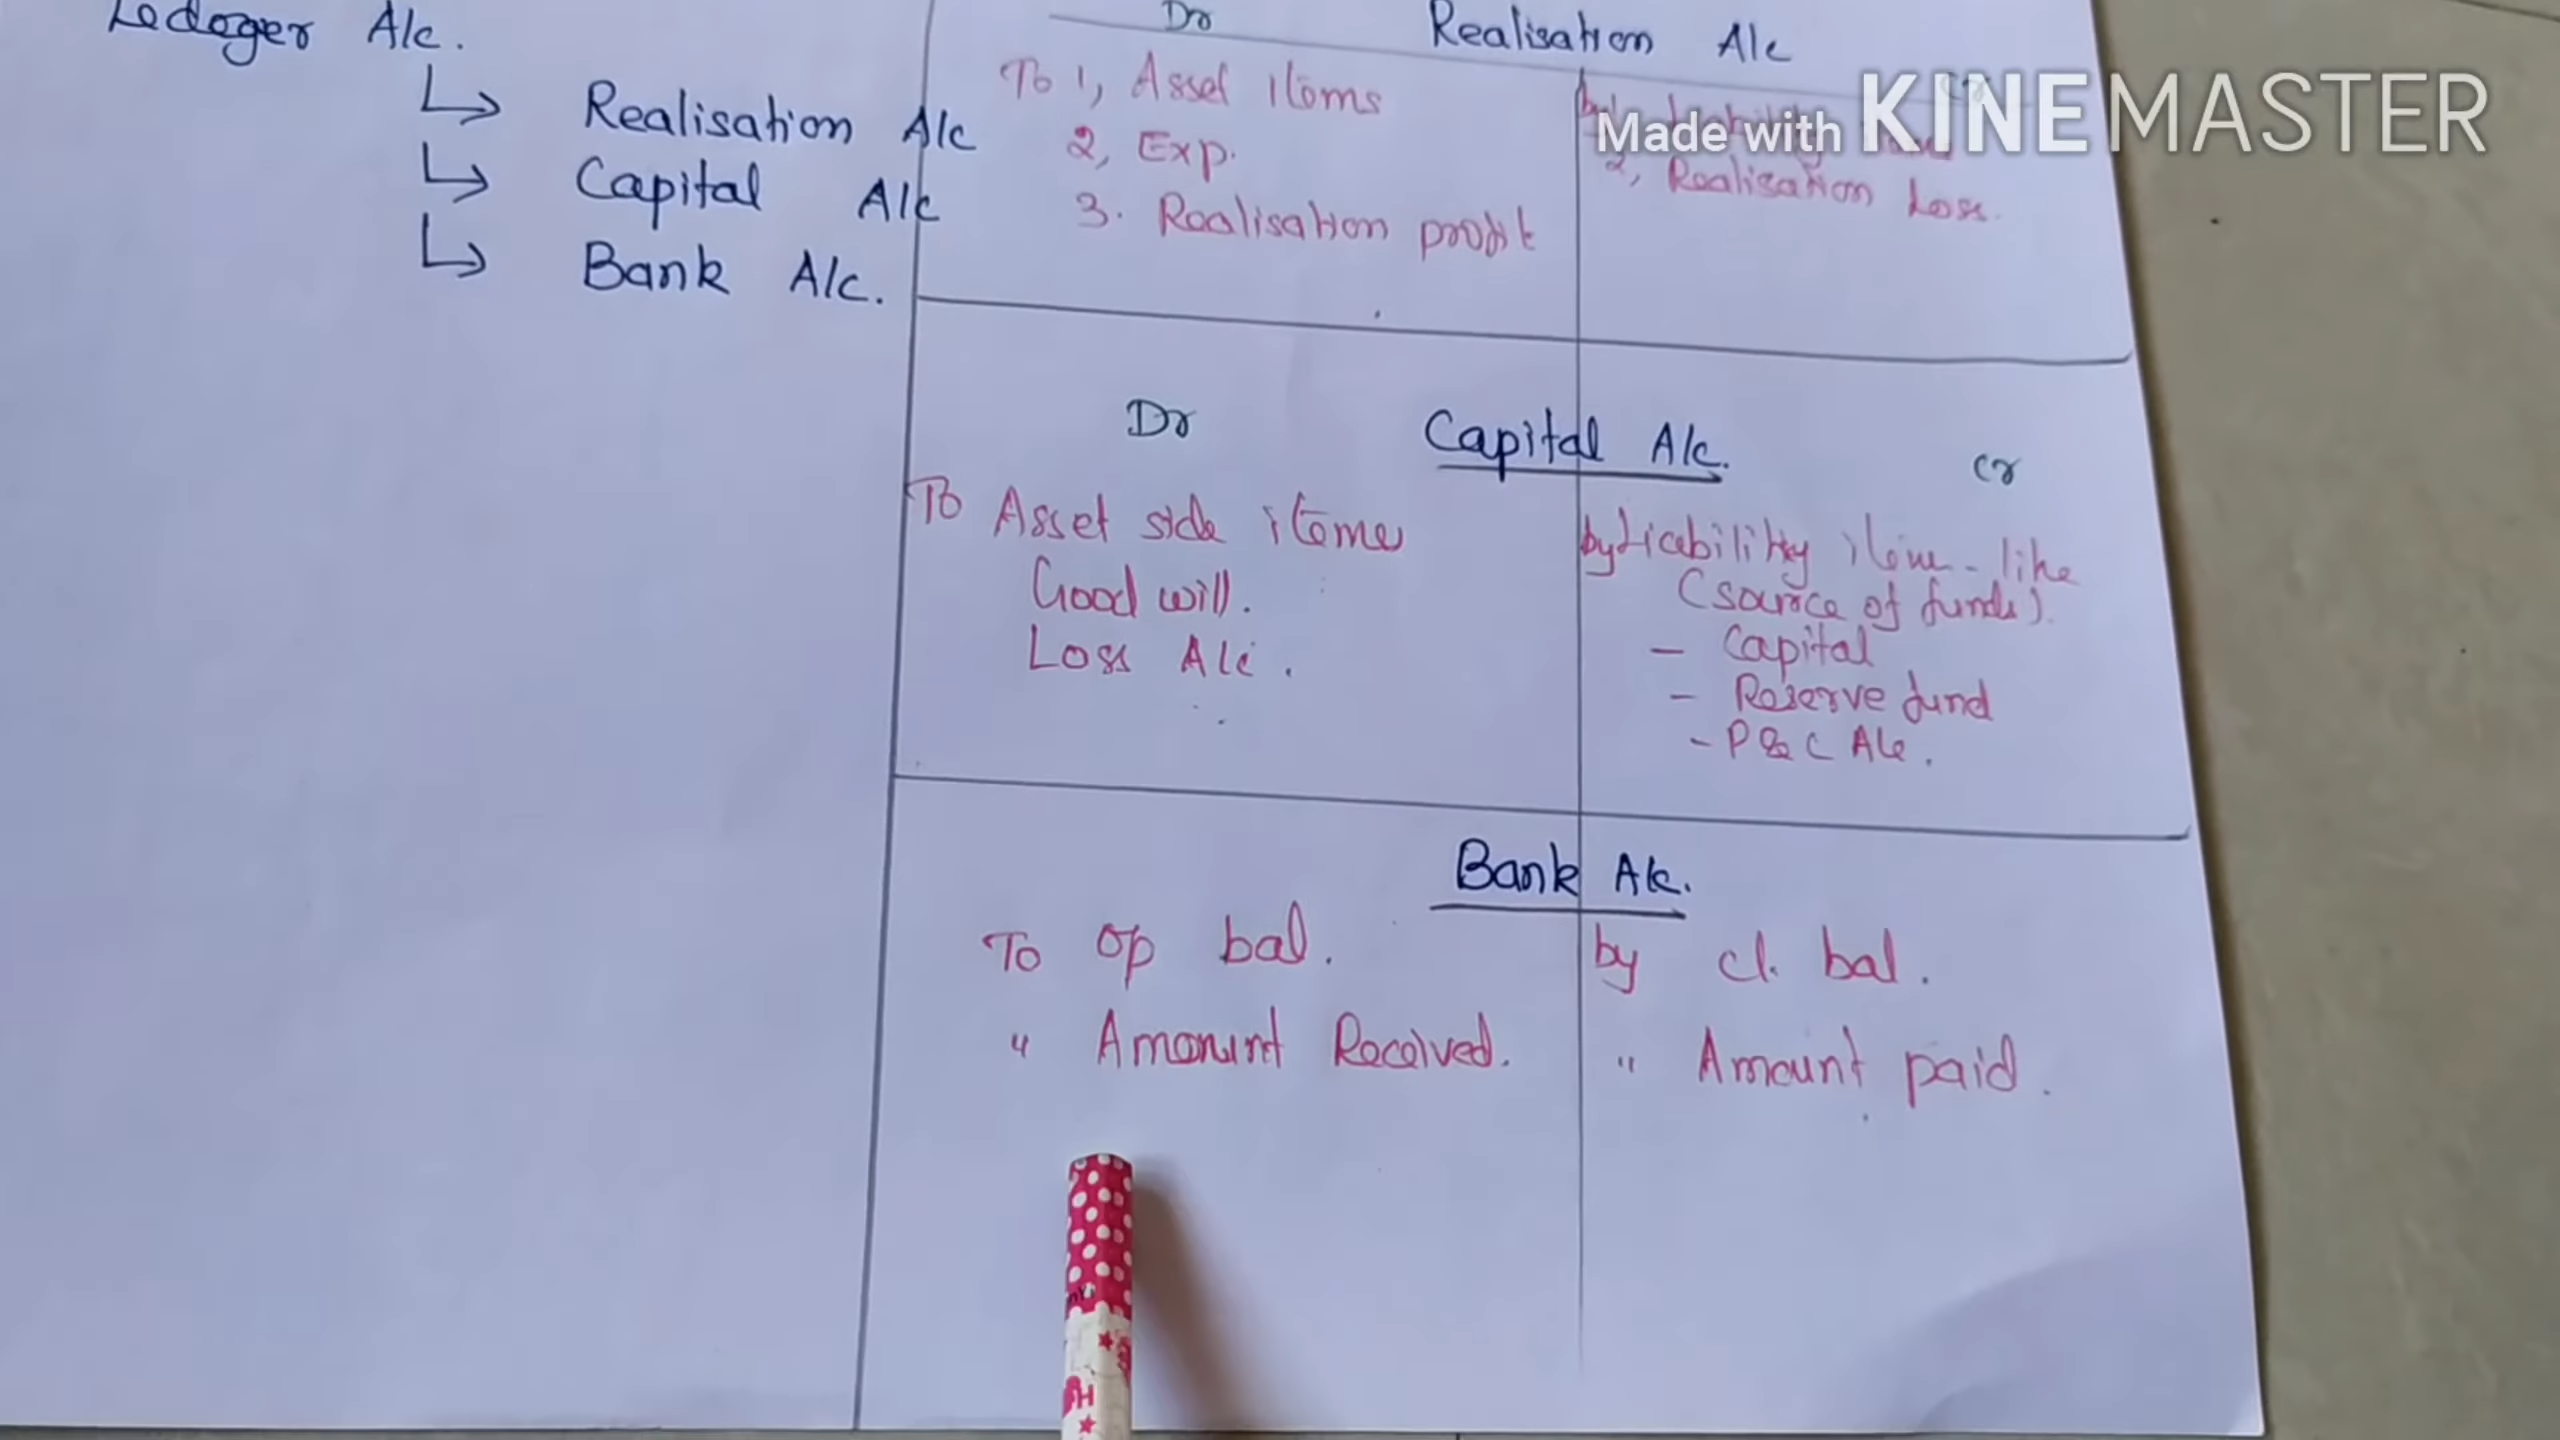 Ledger A/c.
Realisation A/c
Capital A/c
Bank A/c.
Dr Realisation A/c
To 1, Asset items
2, Exp.
3. Realisation profit
by
2, Realisation Loss.
Made with KINEMASTER
Dr Capital A/c. cr
To Asset side items
Good will.
Loss A/c.
by Liability item - like
(source of funds).
- Capital
- Reserve fund
- P & L A/c.
Bank A/c.
To op bal.
" Amount Received.
by cl. bal.
" Amount paid.